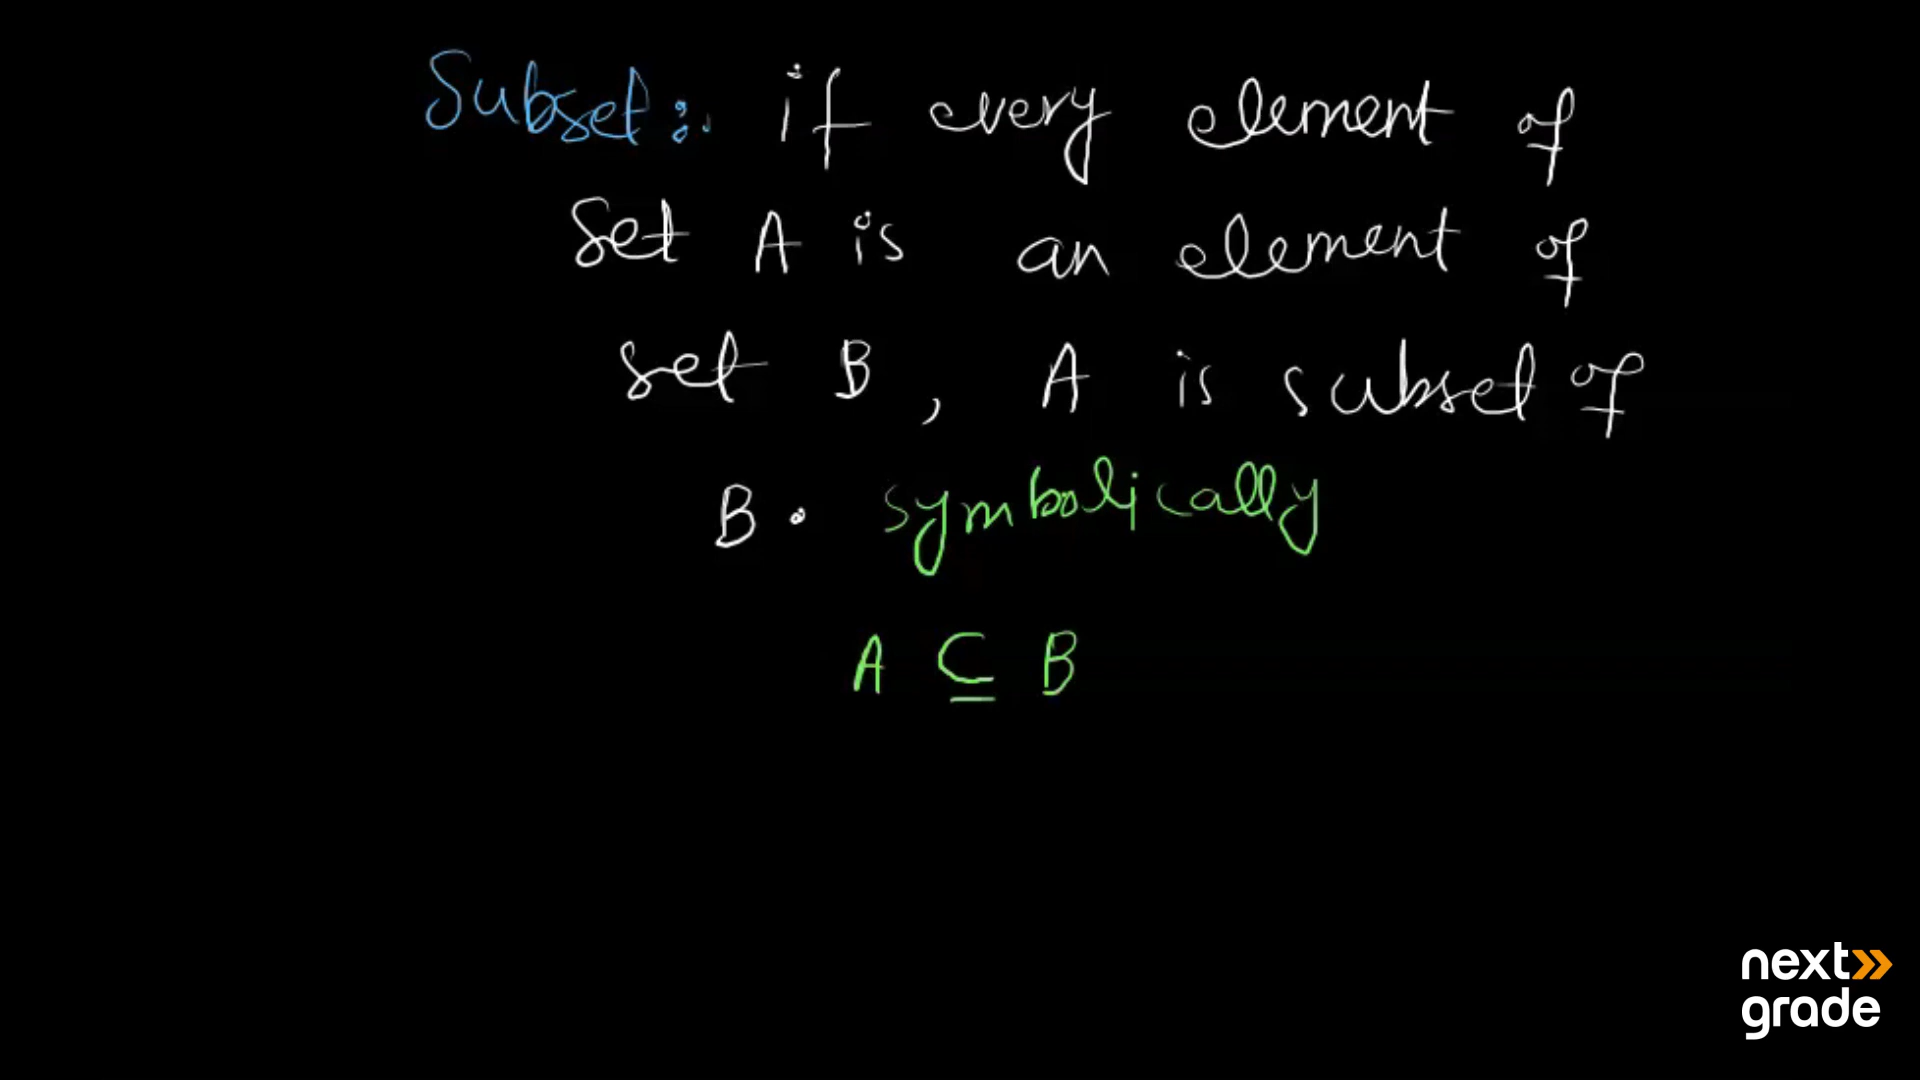 Subset:. if every element of
set A is an element of
set B, A is subset of
B. symbolically
A ⊆ B
next
grade